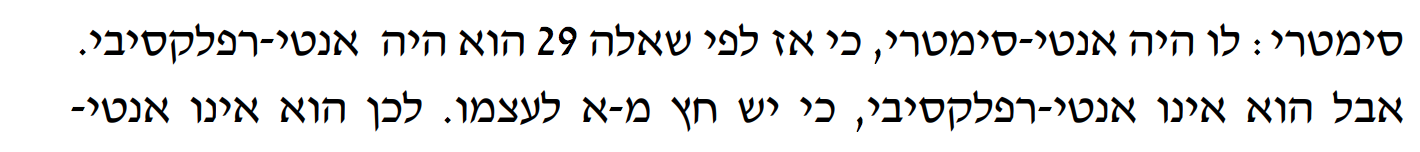 סימטרי: לו היה אנטי-סימטרי, כי אז לפי שאלה 29 הוא היה אנטי-רפלקסיבי.
אבל הוא אינו אנטי-רפלקסיבי, כי יש חץ מ-א לעצמו. לכן הוא אינו אנטי-